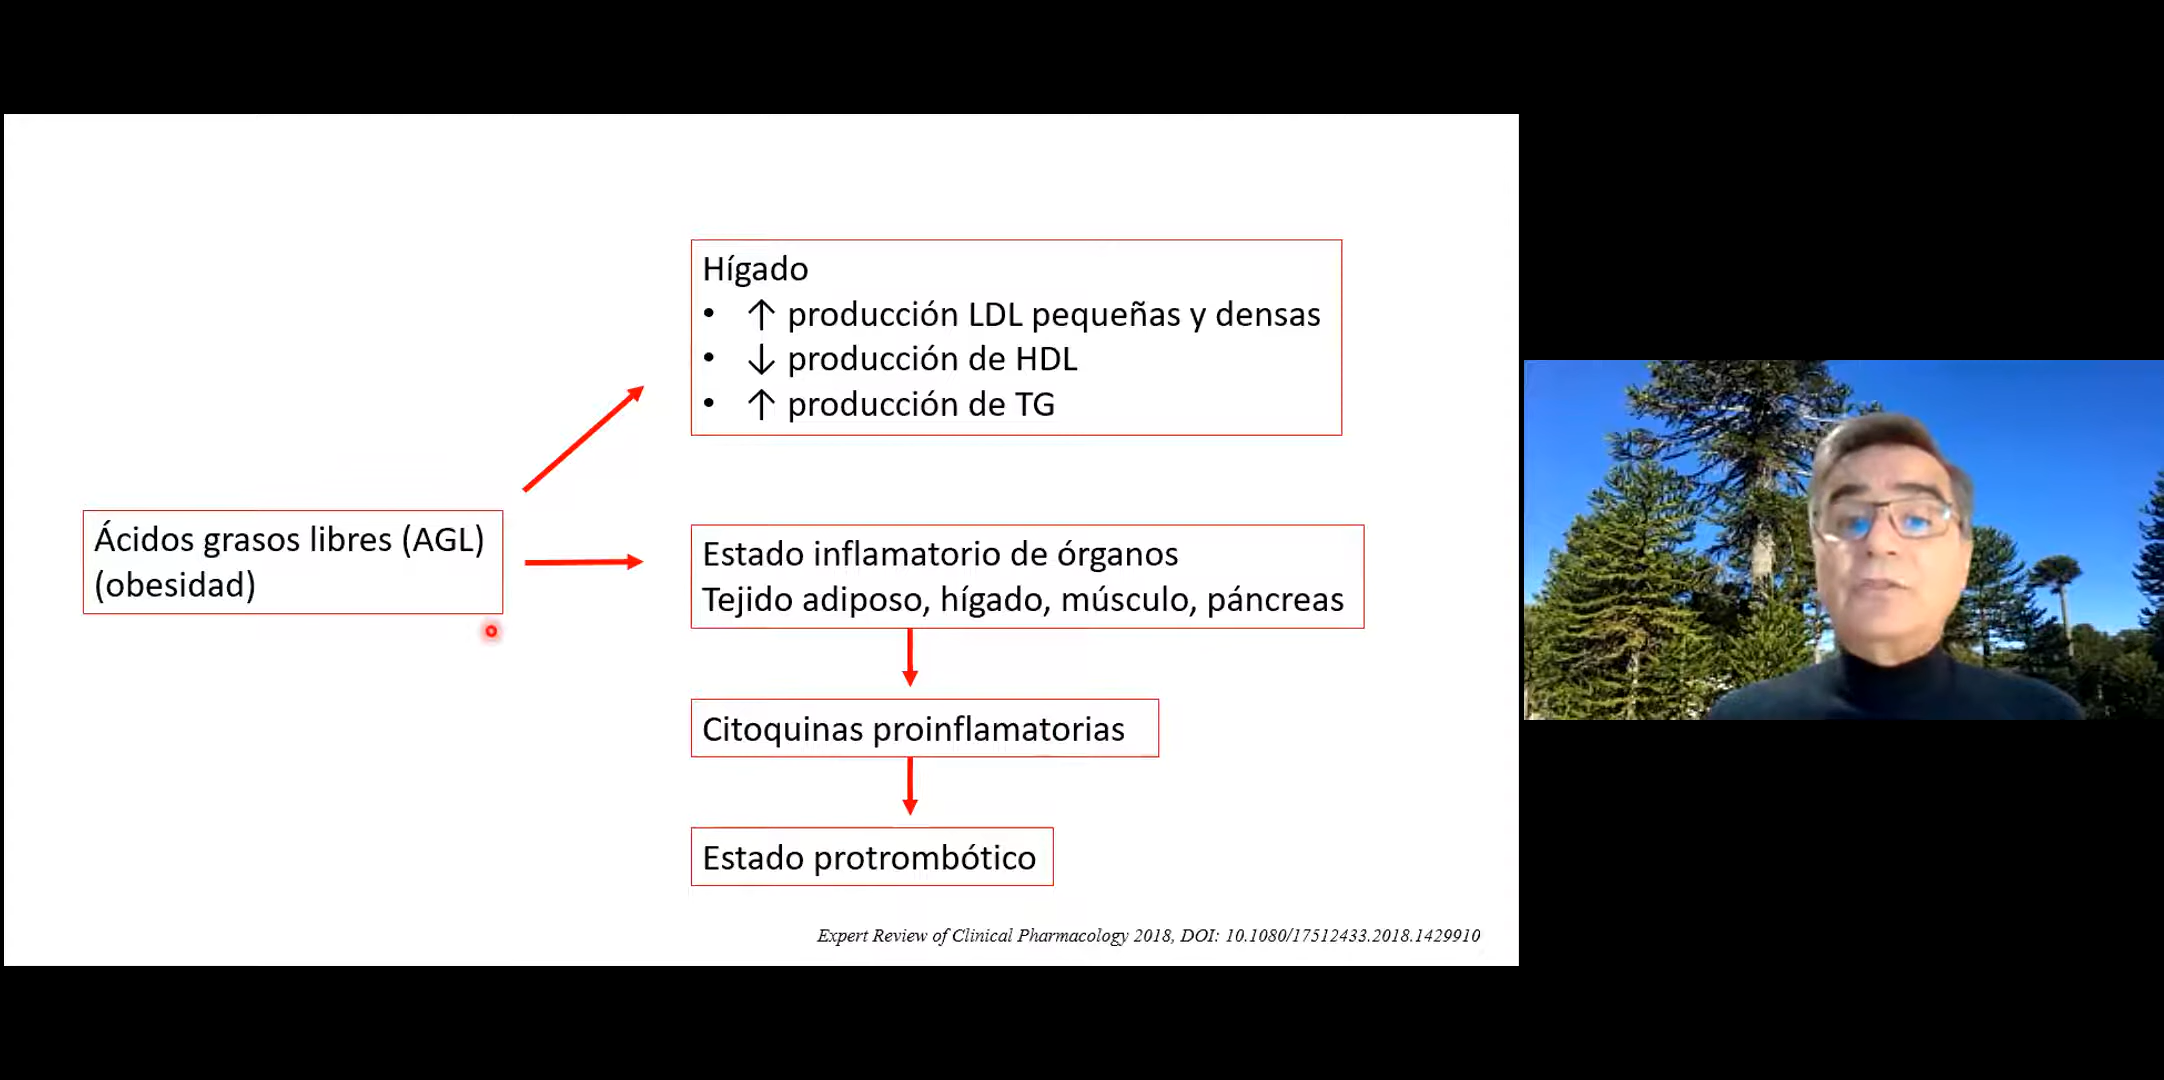 Hígado
• ↑ producción LDL pequeñas y densas
• ↓ producción de HDL
• ↑ producción de TG
Ácidos grasos libres (AGL)
(obesidad)
Estado inflamatorio de órganos
Tejido adiposo, hígado, músculo, páncreas
Citoquinas proinflamatorias
Estado protrombótico
Expert Review of Clinical Pharmacology 2018, DOI: 10.1080/17512433.2018.1429910